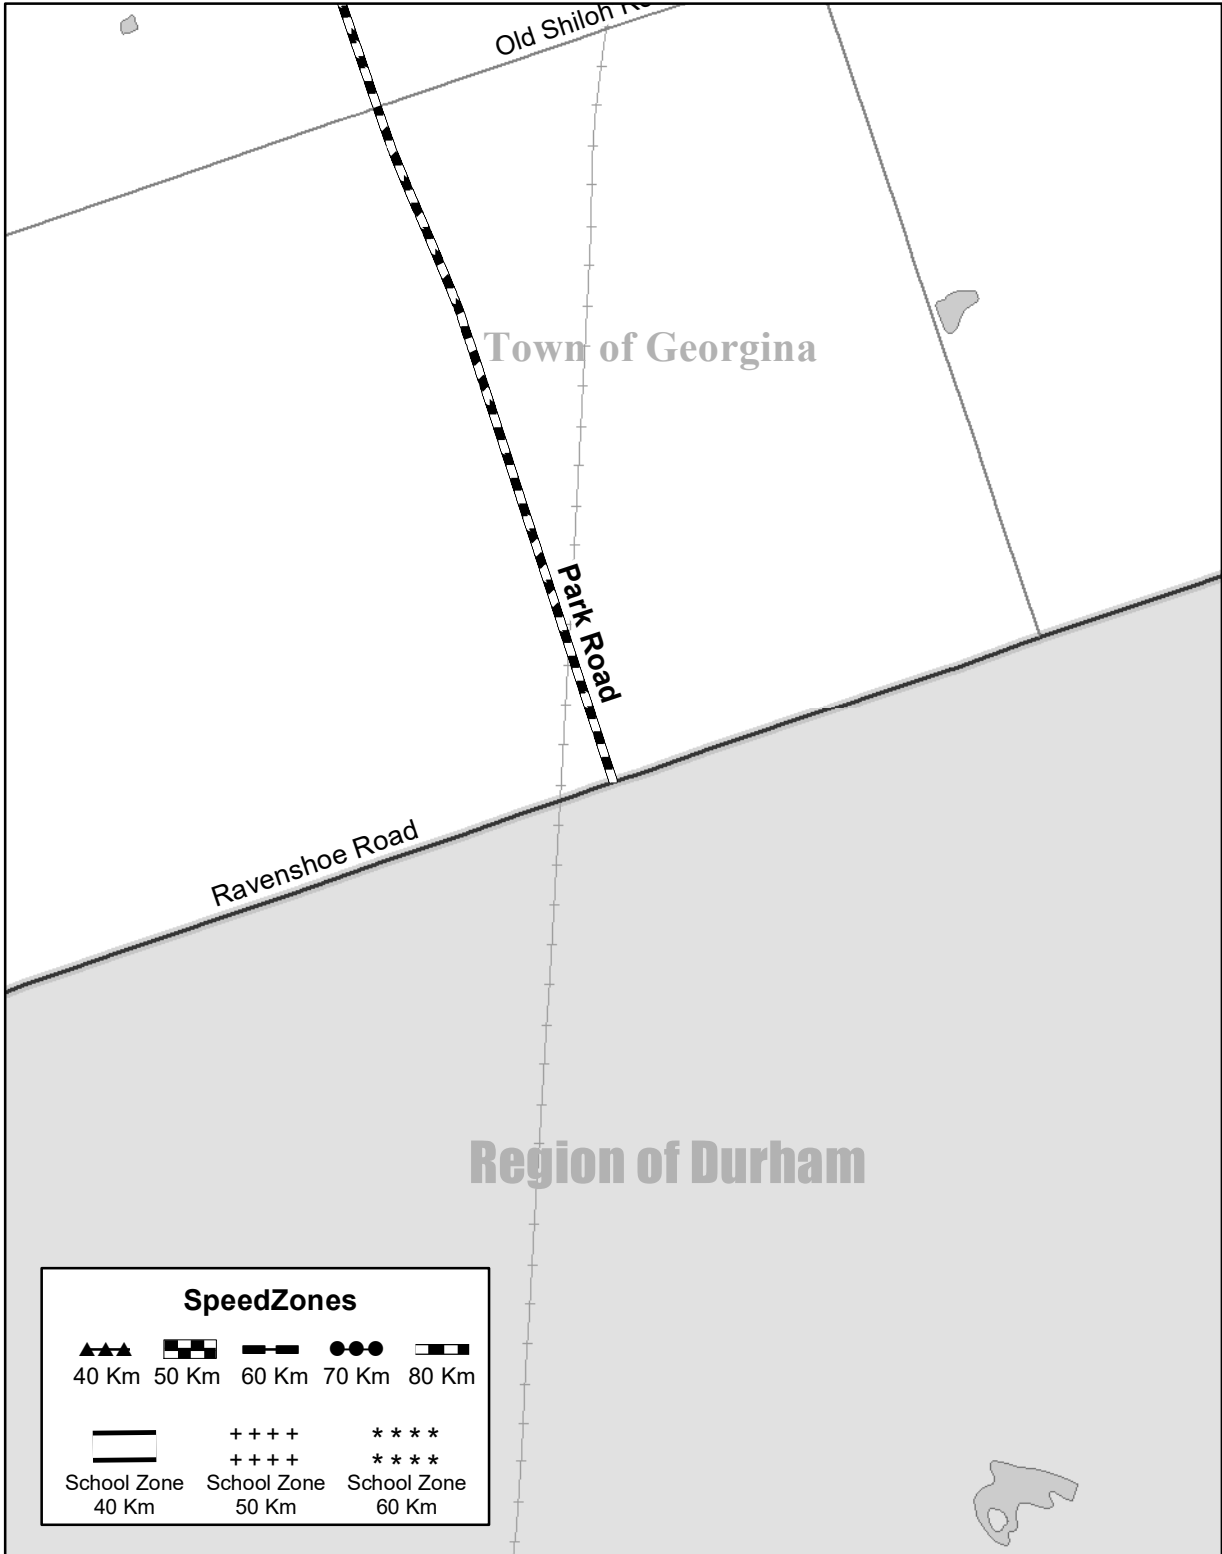 Old Shiloh
Town of Georgina
Park Road
Ravenshoe Road
Region of Durham
SpeedZones
40 Km 50 Km 60 Km 70 Km 80 Km
++++ ****
++++ ****
School Zone School Zone School Zone
40 Km 50 Km 60 Km